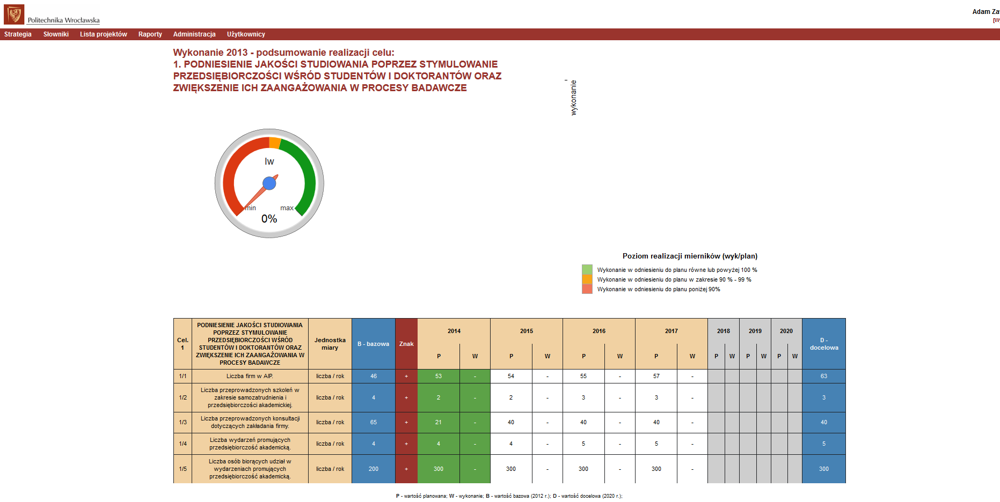 Politechnika Wrocławska
Adam Za
[Wy
Strategia Słowniki Lista projektów Raporty Administracja Użytkownicy
Wykonanie 2013 - podsumowanie realizacji celu:
1. PODNIESIENIE JAKOŚCI STUDIOWANIA POPRZEZ STYMULOWANIE
PRZEDSIĘBIORCZOŚCI WŚRÓD STUDENTÓW I DOKTORANTÓW ORAZ
ZWIĘKSZENIE ICH ZAANGAŻOWANIA W PROCESY BADAWCZE
wykonanie
Iw
min max
0%
Poziom realizacji mierników (wyk/plan)
Wykonanie w odniesieniu do planu równe lub powyżej 100 %
Wykonanie w odniesieniu do planu w zakresie 90 % - 99 %
Wykonanie w odniesieniu do planu poniżej 90%
Cel.
1
PODNIESIENIE JAKOŚCI STUDIOWANIA
POPRZEZ STYMULOWANIE
PRZEDSIĘBIORCZOŚCI WŚRÓD
STUDENTÓW I DOKTORANTÓW ORAZ
ZWIĘKSZENIE ICH ZAANGAŻOWANIA W
PROCESY BADAWCZE
Jednostka
miary
B - bazowa
Znak
2014 2015 2016 2017 2018 2019 2020
P W P W P W P W P W P W P W
D -
docelowa
1/1 Liczba firm w AIP. liczba / rok 46 + 53 - 54 - 55 - 57 - 63
Liczba przeprowadzonych szkoleń w
1/2 zakresie samozatrudnienia i liczba / rok 4 + 2 - 2 - 3 - 3 - 3
przedsiębiorczości akademickiej.
Liczba przeprowadzonych konsultacji
1/3 dotyczących zakładania firmy. liczba / rok 65 + 21 - 40 - 40 - 40 - 40
Liczba wydarzeń promujących
1/4 przedsiębiorczość akademicką. liczba / rok 4 + 4 - 4 - 5 - 5 - 5
Liczba osób biorących udział w
1/5 wydarzeniach promujących liczba / rok 200 + 300 - 300 - 300 - 300 - 300
przedsiębiorczość akademicką.
P - wartość planowana; W - wykonanie; B - wartość bazowa (2012 r.); D - wartość docelowa (2020 r.);